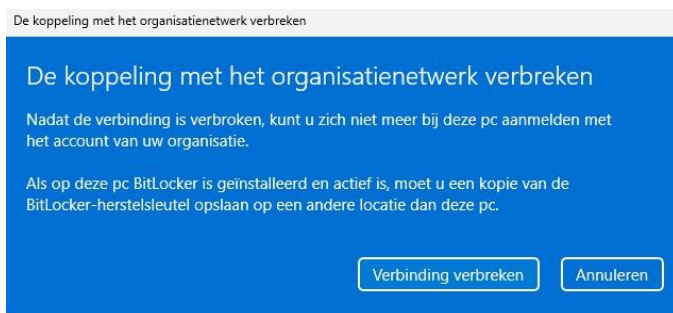 De koppeling met het organisatienetwerk verbreken
De koppeling met het organisatienetwerk verbreken
Nadat de verbinding is verbroken, kunt u zich niet meer bij deze pc aanmelden met
het account van uw organisatie.
Als op deze pc BitLocker is geïnstalleerd en actief is, moet u een kopie van de
BitLocker-herstelsleutel opslaan op een andere locatie dan deze pc.
Verbinding verbreken Annuleren